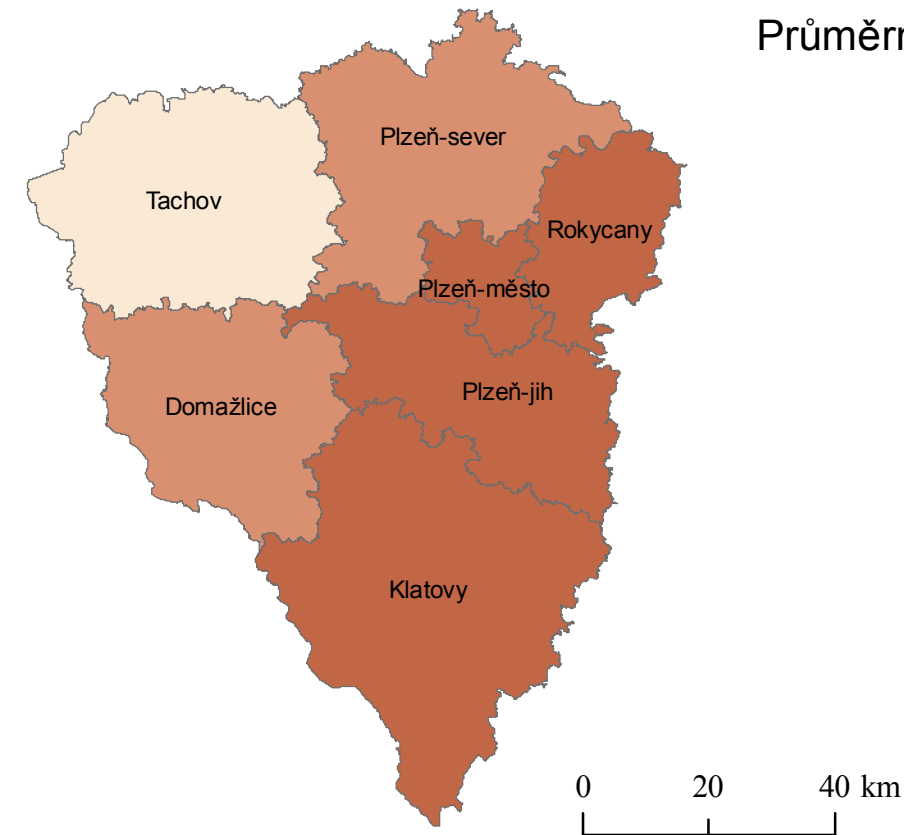 Průměrn
Plzeň-sever
Tachov
Rokycany
Plzeň-město
Plzeň-jih
Domažlice
Klatovy
0 20 40 km